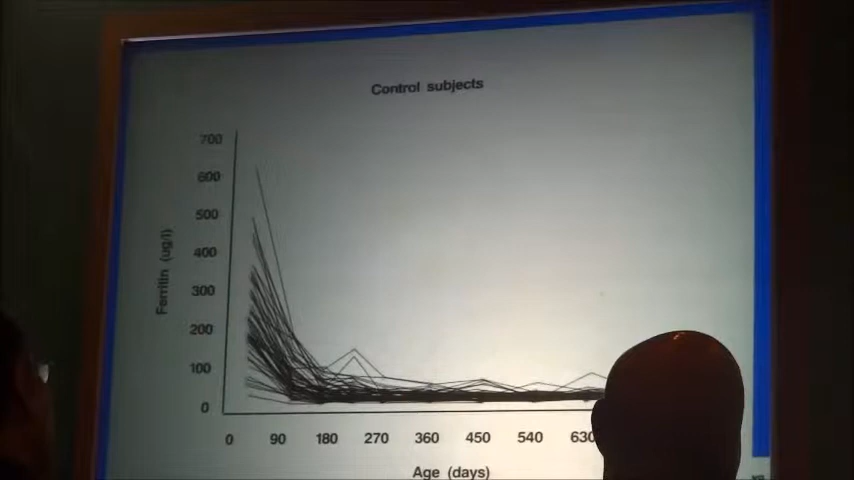 Control subjects
700
600
500
400
300
200
100
0
Ferritin (ug/l)
0 90 180 270 360 450 540 630
Age (days)